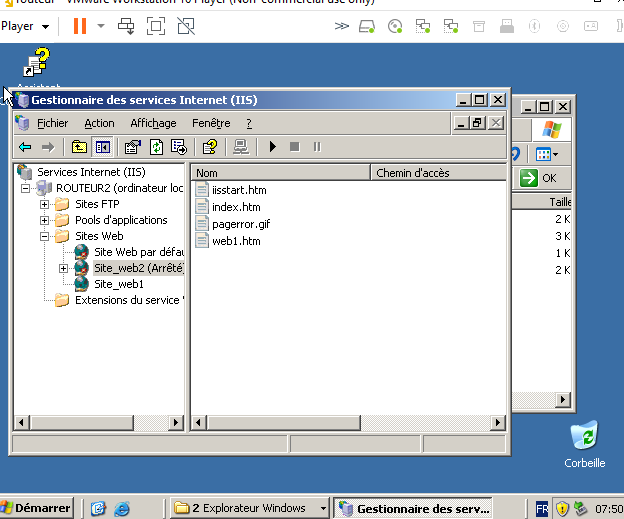 routeur - VMware Workstation 16 Player (Non-commercial use only)
Player
Assistant
Gestionnaire des services Internet (IIS)
Fichier Action Affichage Fenêtre ?
Services Internet (IIS)
ROUTEUR2 (ordinateur loc
Sites FTP
Pools d'applications
Sites Web
Site Web par défau
Site_web2 (Arrêté)
Site_web1
Extensions du service
Nom Chemin d'accès
iisstart.htm
index.htm
pagerror.gif
web1.htm
OK
Taille
2 K
3 K
1 K
2 K
Corbeille
Démarrer
2 Explorateur Windows
Gestionnaire des serv...
FR
07:50